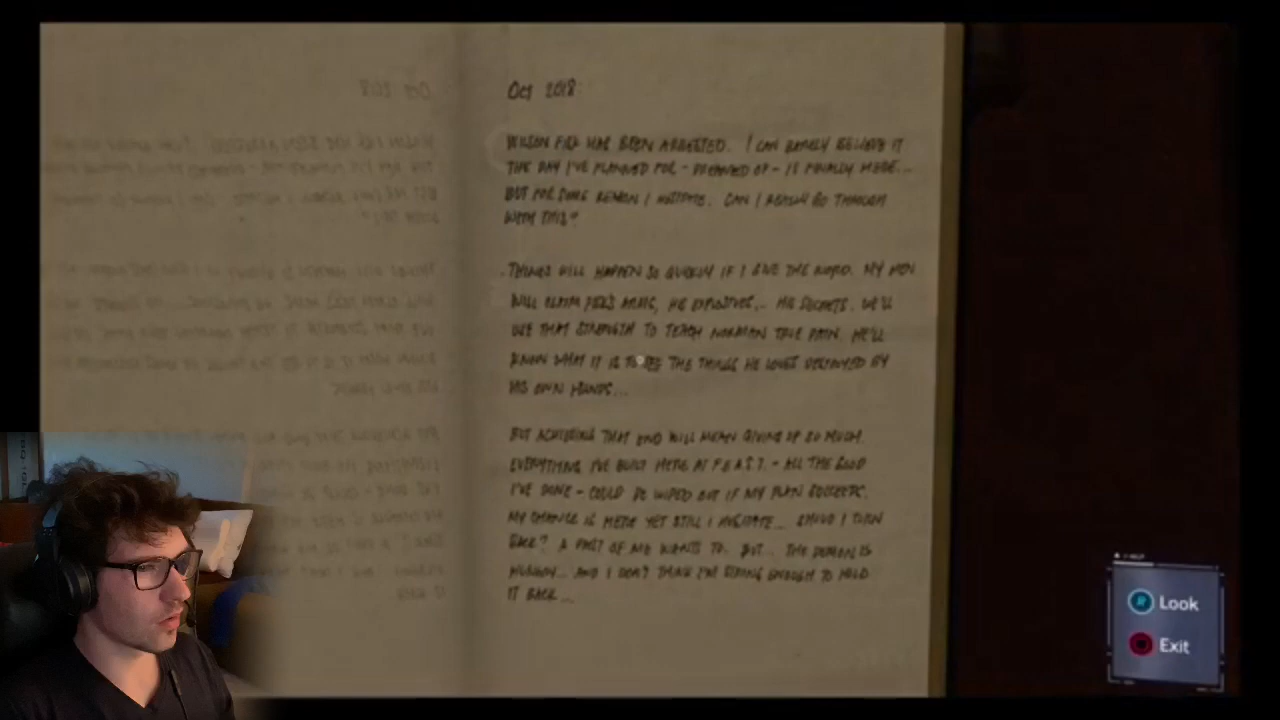 Oct 2018
WILSON FISK HAS BEEN ARRESTED. I CAN BARELY BELIEVE IT
THE DAY I'VE PLANNED FOR - DREAMED OF - IS FINALLY HERE...
BUT FOR SOME REASON I HESITATE. CAN I REALLY GO THROUGH
WITH THIS?
THINGS WILL HAPPEN SO QUICKLY IF I GIVE THE WORD. MY MEN
WILL CLAIM FISK'S ARMS, HIS EXPLOSIVES... HIS SECRETS. WE'LL
USE THAT STRENGTH TO TEACH NORMAN TRUE PAIN. HE'LL
KNOW WHAT IT IS TO SEE THE THINGS HE LOVES DESTROYED BY
HIS OWN HANDS...
BUT ACHIEVING THAT END WILL MEAN GIVING UP SO MUCH.
EVERYTHING I'VE BUILT HERE AT F.E.A.S.T. - ALL THE GOOD
I'VE DONE - COULD BE WIPED OUT IF MY PLAN SUCCEEDS.
MY CHANCE IS HERE YET STILL I HESITATE... SHOULD I TURN
BACK? A PART OF ME WANTS TO. BUT... THE DEMON IS
HUNGRY... AND I DON'T THINK I'M STRONG ENOUGH TO HOLD
IT BACK...
R Look
Exit